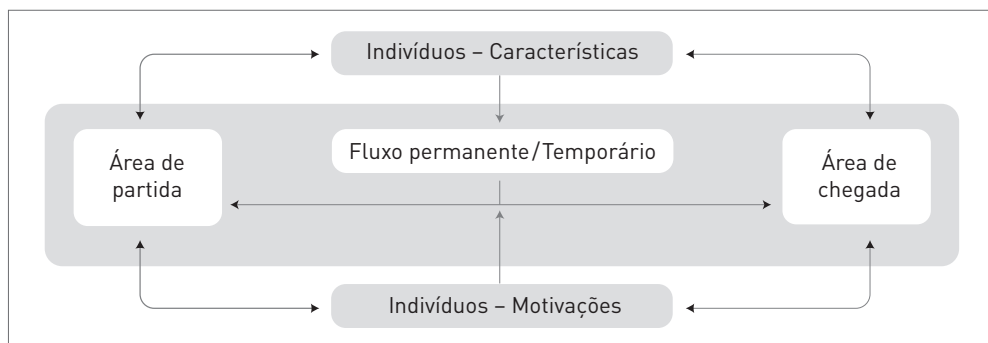 Indivíduos – Características
Área de
partida
Fluxo permanente/Temporário
Área de
chegada
Indivíduos – Motivações